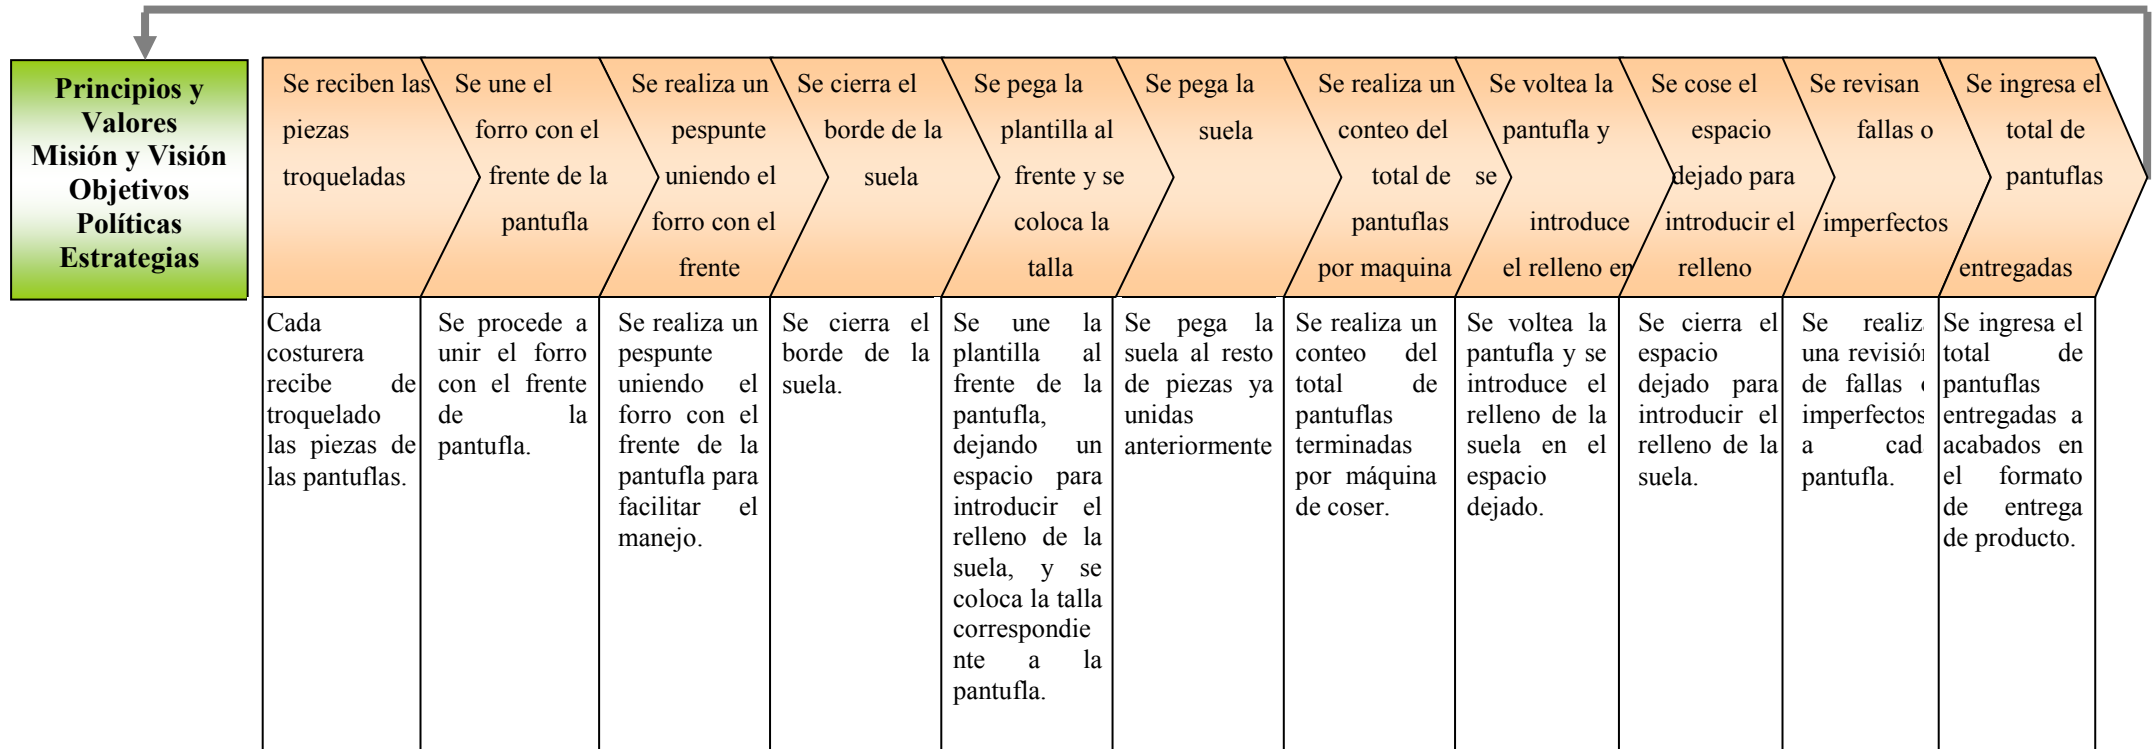 Principios y
Valores
Misión y Visión
Objetivos
Políticas
Estrategias
Se reciben las
piezas
troqueladas
Se une el
forro con el
frente de la
pantufla
Se realiza un
pespunte
uniendo el
forro con el
frente
Se cierra el
borde de la
suela
Se pega la
plantilla al
frente y se
coloca la
talla
Se pega la
suela
Se realiza un
conteo del
total de
pantuflas
por maquina
Se voltea la
pantufla y
se
introduce
el relleno en
Se cose el
espacio
dejado para
introducir el
relleno
Se revisan
fallas o
imperfectos
Se ingresa el
total de
pantuflas
entregadas
Cada
costurera
recibe de
troquelado
las piezas de
las pantuflas.
Se procede a
unir el forro
con el frente
de la
pantufla.
Se realiza un
pespunte
uniendo el
forro con el
frente de la
pantufla para
facilitar el
manejo.
Se cierra el
borde de la
suela.
Se une la
plantilla al
frente de la
pantufla,
dejando un
espacio para
introducir el
relleno de la
suela, y se
coloca la talla
correspondie
nte a la
pantufla.
Se pega la
suela al resto
de piezas ya
unidas
anteriormente
Se realiza un
conteo del
total de
pantuflas
terminadas
por máquina
de coser.
Se voltea la
pantufla y se
introduce el
relleno de la
suela en el
espacio
dejado.
Se cierra el
espacio
dejado para
introducir el
relleno de la
suela.
Se realiz
una revisión
de fallas
imperfectos
a cad
pantufla.
Se ingresa el
total de
pantuflas
entregadas a
acabados en
el formato
de entrega
de producto.